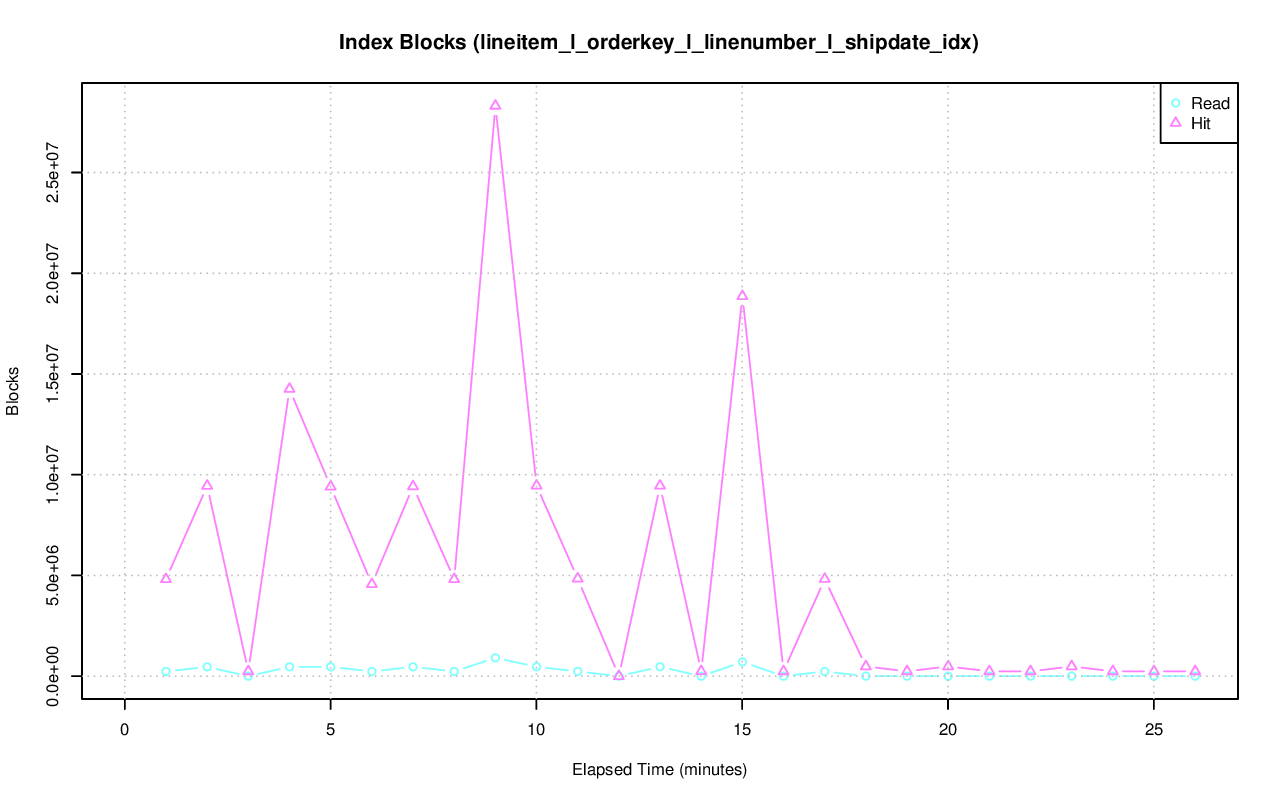 Index Blocks (lineitem_l_orderkey_l_linenumber_l_shipdate_idx)
Read
Hit
Blocks
2.5e+07
2.0e+07
1.5e+07
1.0e+07
5.0e+06
0.0e+00
0 5 10 15 20 25
Elapsed Time (minutes)